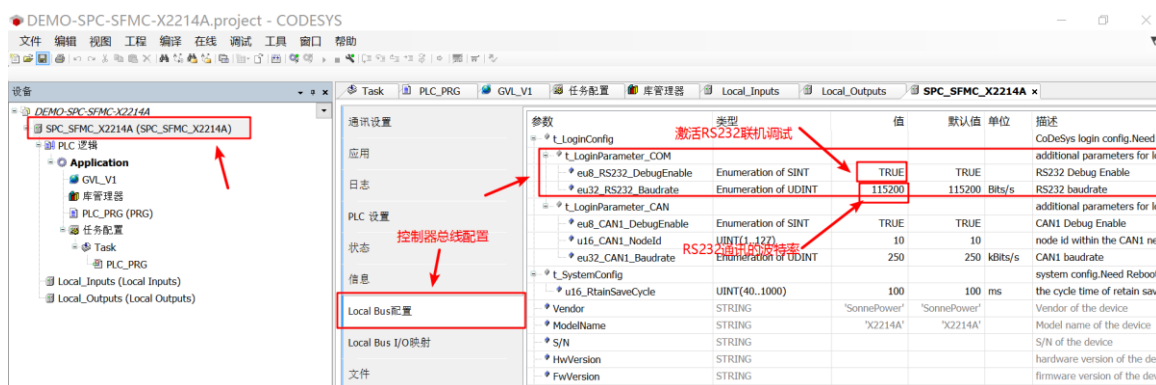 DEMO-SPC-SFMC-X2214A.project - CODESYS
文件 编辑 视图 工程 编译 在线 调试 工具 窗口 帮助
设备
Task PLC_PRG GVL_V1 任务配置 库管理器 Local_Inputs Local_Outputs SPC_SFMC_X2214A
DEMO-SPC-SFMC-X2214A
SPC_SFMC_X2214A (SPC_SFMC_X2214A)
PLC 逻辑
Application
GVL_V1
库管理器
PLC_PRG (PRG)
任务配置
Task
PLC_PRG
Local_Inputs (Local Inputs)
Local_Outputs (Local Outputs)
通讯设置
应用
日志
PLC 设置
状态
信息
Local Bus配置
Local Bus I/O映射
文件
控制器总线配置
激活RS232联机调试
RS232通讯的波特率
参数 类型 值 默认值 单位 描述
t_LoginConfig CoDeSys login config.Need
t_LoginParameter_COM additional parameters for l
eu8_RS232_DebugEnable Enumeration of SINT TRUE TRUE RS232 Debug Enable
eu32_RS232_Baudrate Enumeration of UDINT 115200 115200 Bits/s RS232 baudrate
t_LoginParameter_CAN additional parameters for l
eu8_CAN1_DebugEnable Enumeration of SINT TRUE TRUE CAN1 Debug Enable
u16_CAN1_NodeId UINT(1..127) 10 10 node id within the CAN1 ne
eu32_CAN1_Baudrate Enumeration of UDINT 250 250 kBits/s CAN1 baudrate
t_SystemConfig system config.Need Reboot
u16_RtainSaveCycle UINT(40..1000) 100 100 ms the cycle time of retain sav
Vendor STRING 'SonnePower' 'SonnePower' Vendor of the device
ModelName STRING 'X2214A' 'X2214A' Model name of the device
S/N STRING S/N of the device
HwVersion STRING hardware version of the de
FwVersion STRING firmware version of the dev